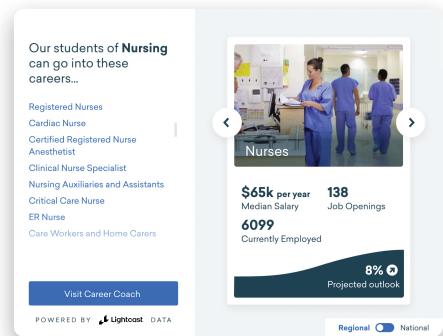 Our students of Nursing
can go into these
careers...
Registered Nurses
Cardiac Nurse
Certified Registered Nurse
Anesthetist
Clinical Nurse Specialist
Nursing Auxiliaries and Assistants
Critical Care Nurse
ER Nurse
Care Workers and Home Carers
Visit Career Coach
POWERED BY Lightcast DATA
Nurses
$65k per year
Median Salary
138
Job Openings
6099
Currently Employed
8%
Projected outlook
Regional National